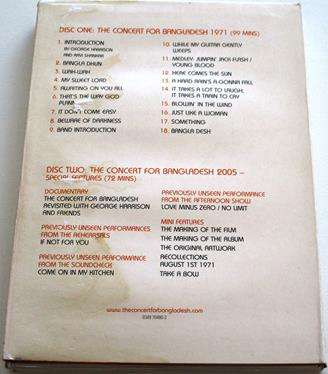 DISC ONE: THE CONCERT FOR BANGLADESH 1971 (99 MINS)
1. INTRODUCTION
BY GEORGE HARRISON
AND RAVI SHANKAR
2. BANGLA DHUN
3. WAH-WAH
4. MY SWEET LORD
5. AWAITING ON YOU ALL
6. THAT'S THE WAY GOD
PLANN
7. IT DON'T COME EASY
8. BEWARE OF DARKNESS
9. BAND INTRODUCTION
10. WHILE MY GUITAR GENTLY
WEEPS
11. MEDLEY: JUMPIN' JACK FLASH /
YOUNG BLOOD
12. HERE COMES THE SUN
13. A HARD RAIN'S A-GONNA FALL
14. IT TAKES A LOT TO LAUGH,
IT TAKES A TRAIN TO CRY
15. BLOWIN' IN THE WIND
16. JUST LIKE A WOMAN
17. SOMETHING
18. BANGLA DESH
DISC TWO: THE CONCERT FOR BANGLADESH 2005 –
SPECIAL FEATURES (72 MINS)
DOCUMENTARY
THE CONCERT FOR BANGLADESH
REVISITED WITH GEORGE HARRISON
AND FRIENDS
PREVIOUSLY UNSEEN PERFORMANCES
FROM THE REHEARSALS
IF NOT FOR YOU
PREVIOUSLY UNSEEN PERFORMANCE
FROM THE SOUNDCHECK
COME ON IN MY KITCHEN
PREVIOUSLY UNSEEN PERFORMANCE
FROM THE AFTERNOON SHOW
LOVE MINUS ZERO / NO LIMIT
MINI FEATURES
THE MAKING OF THE FILM
THE MAKING OF THE ALBUM
THE ORIGINAL ARTWORK
RECOLLECTIONS
AUGUST 1ST 1971
TAKE A BOW
www.theconcertforbangladesh.com